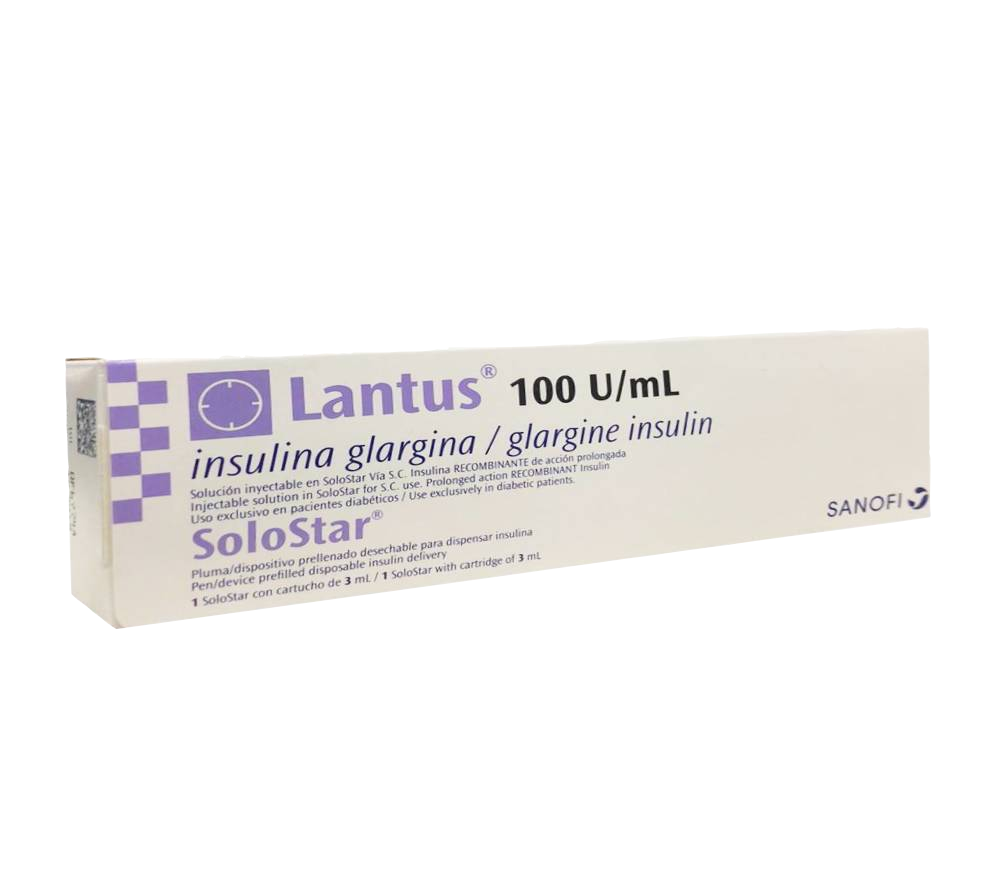 Lantus® 100 U/mL
insulina glargina / glargine insulin
Solución inyectable en SoloStar Vía S.C. Insulina RECOMBINANTE de acción prolongada
Injectable solution in SoloStar for S.C. use. Prolonged action RECOMBINANT Insulin
Uso exclusivo en pacientes diabéticos / Use exclusively in diabetic patients.
SoloStar®
Pluma/dispositivo prellenado desechable para dispensar insulina
Pen/device prefilled disposable insulin delivery
1 SoloStar con cartucho de 3 mL / 1 SoloStar with cartridge of 3 mL
SANOFI